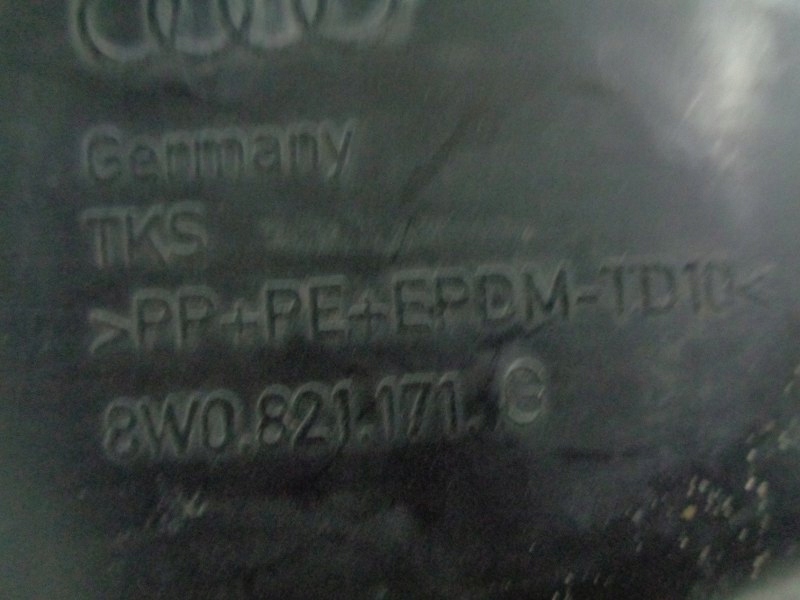 Germany
TKS
>PP+PE+EPDM-TD10<
8W0.821.171.G